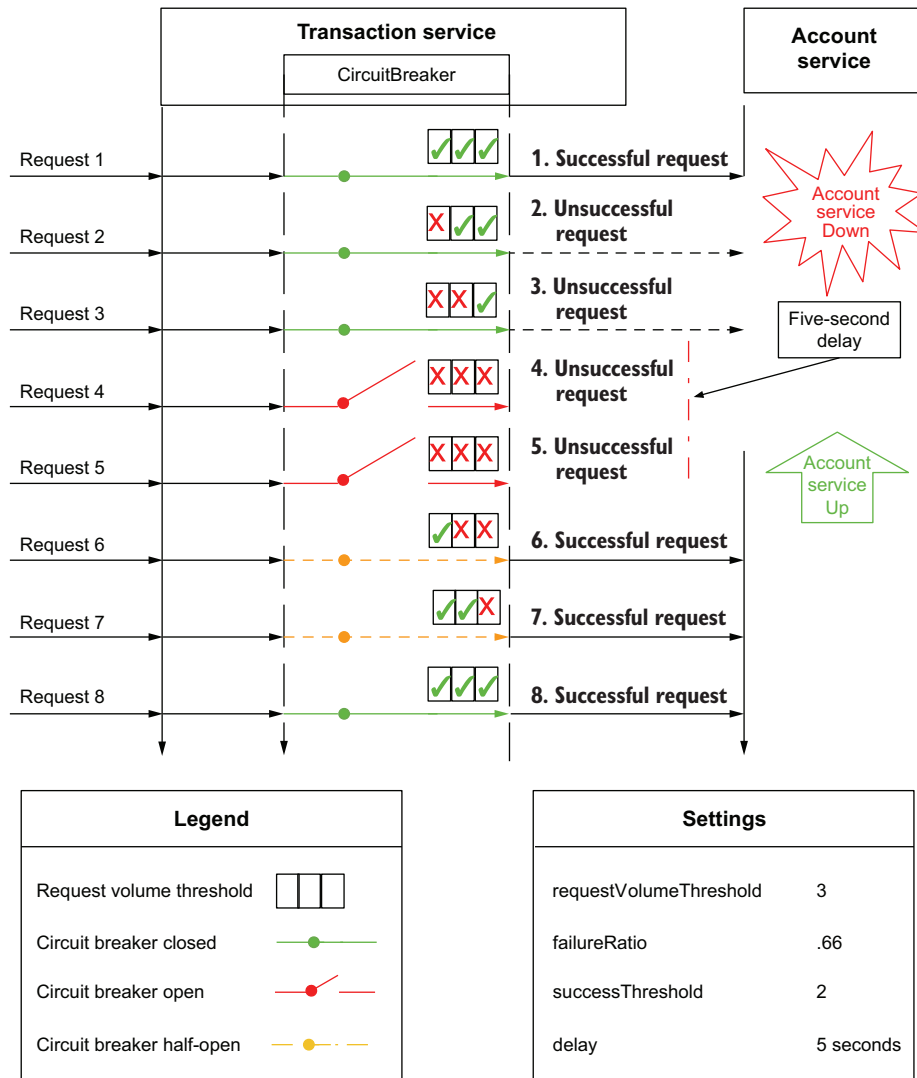 Transaction service
CircuitBreaker
Account
service
Request 1
1. Successful request
Account
service
Down
Request 2
X
2. Unsuccessful
request
Request 3
X X
3. Unsuccessful
request
Five-second
delay
Request 4
X X X
4. Unsuccessful
request
Request 5
X X X
5. Unsuccessful
request
Account
service
Up
Request 6
X X
6. Successful request
Request 7
X
7. Successful request
Request 8
8. Successful request
Legend
Request volume threshold
Circuit breaker closed
Circuit breaker open
Circuit breaker half-open
Settings
requestVolumeThreshold 3
failureRatio .66
successThreshold 2
delay 5 seconds